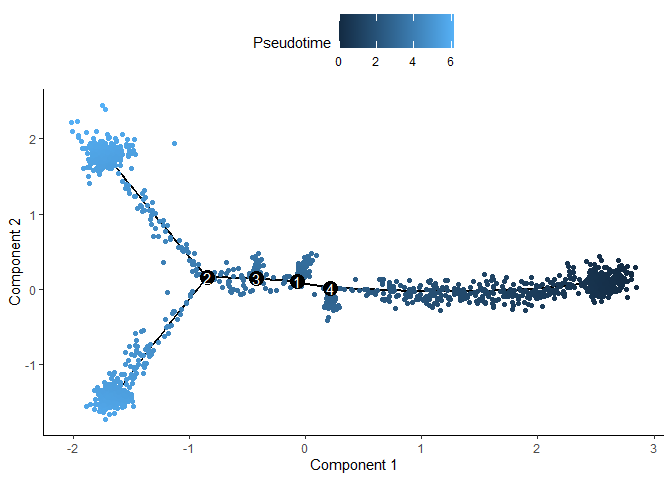 Pseudotime
0 2 4 6
2
1
0
-1
Component 2
2 3 1 4
-2 -1 0 1 2 3
Component 1